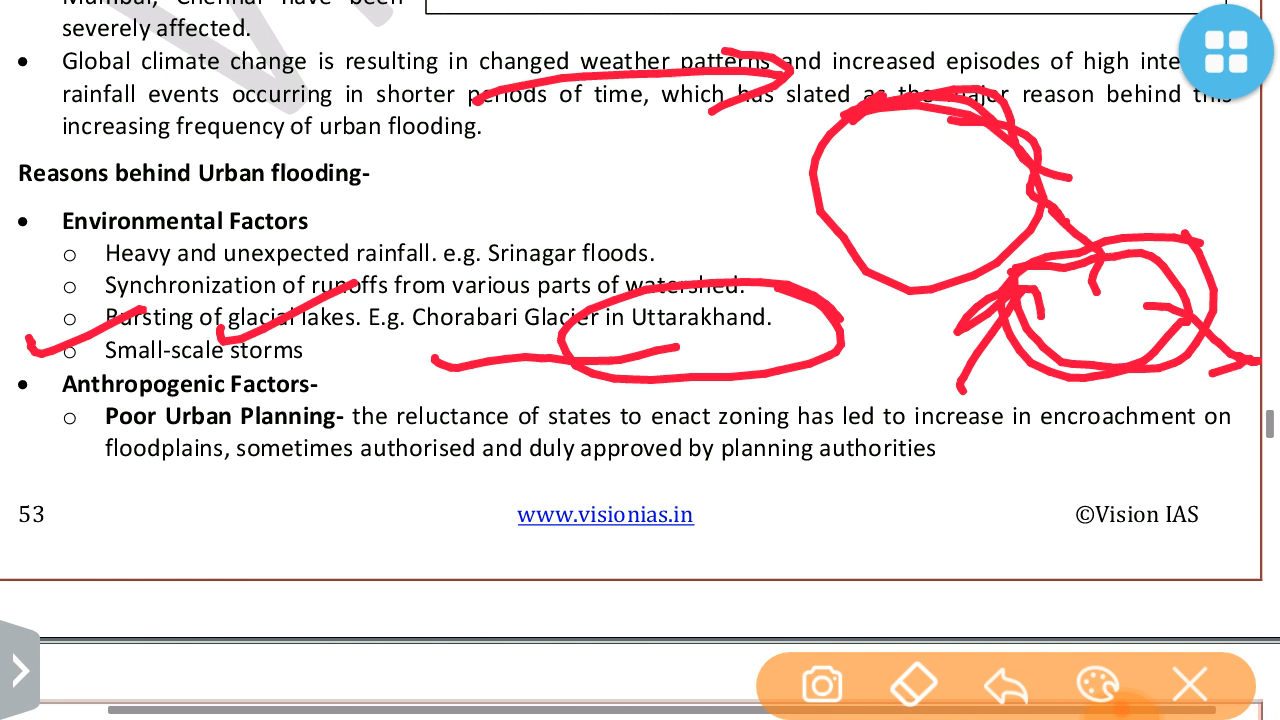 Mumbai, Chennai have been
severely affected.
• Global climate change is resulting in changed weather patterns and increased episodes of high
rainfall events occurring in shorter periods of time, which has slated as the major reason behind this
increasing frequency of urban flooding.
Reasons behind Urban flooding-
• Environmental Factors
o Heavy and unexpected rainfall. e.g. Srinagar floods.
o Synchronization of runoffs from various parts of watershed.
o Bursting of glacial lakes. E.g. Chorabari Glacier in Uttarakhand.
o Small-scale storms
• Anthropogenic Factors-
o Poor Urban Planning- the reluctance of states to enact zoning has led to increase in encroachment on
floodplains, sometimes authorised and duly approved by planning authorities
53 www.visionias.in ©Vision IAS